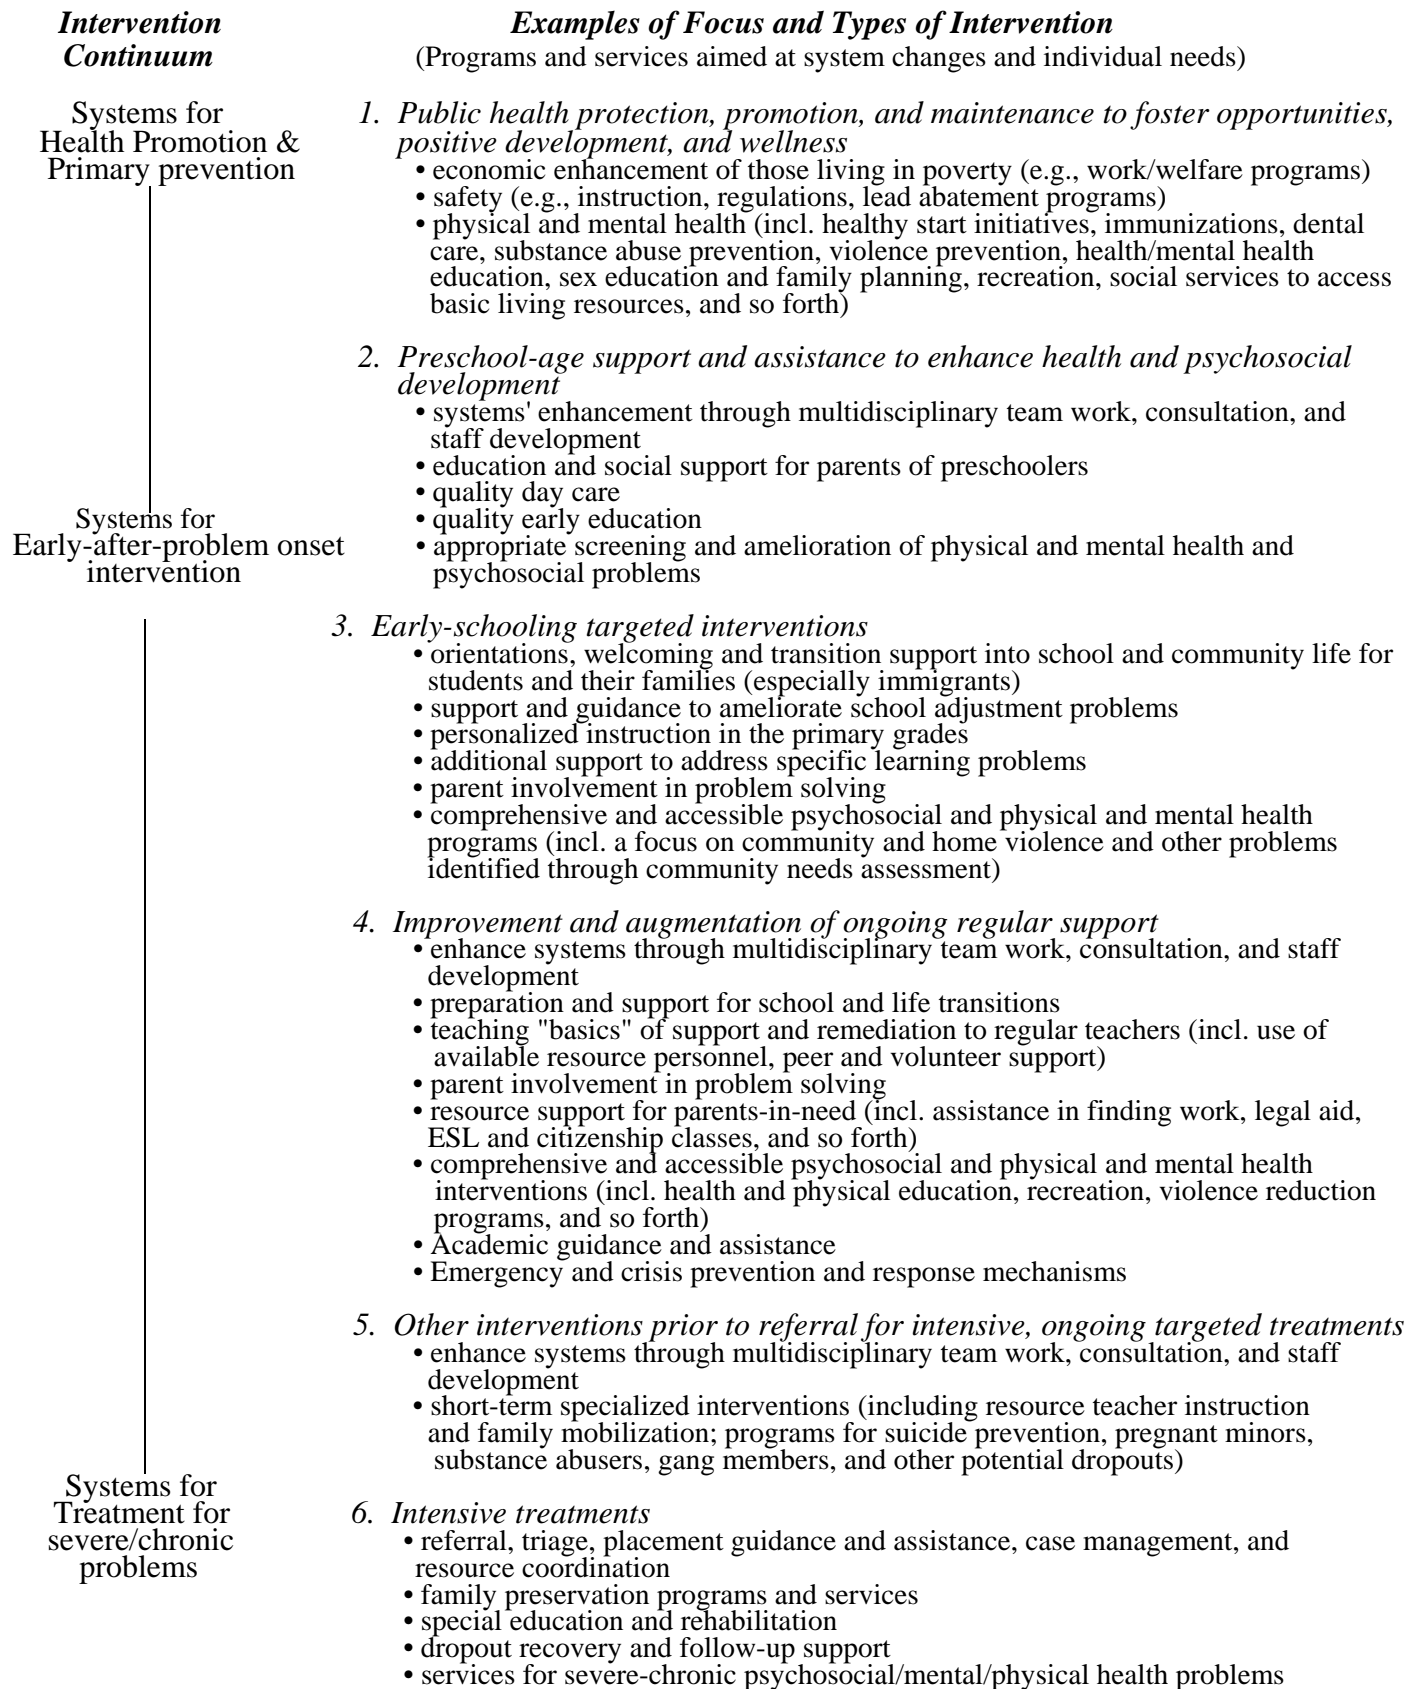 Intervention
Continuum
Examples of Focus and Types of Intervention
(Programs and services aimed at system changes and individual needs)
Systems for
Health Promotion &
Primary prevention
1. Public health protection, promotion, and maintenance to foster opportunities,
positive development, and wellness
• economic enhancement of those living in poverty (e.g., work/welfare programs)
• safety (e.g., instruction, regulations, lead abatement programs)
• physical and mental health (incl. healthy start initiatives, immunizations, dental
care, substance abuse prevention, violence prevention, health/mental health
education, sex education and family planning, recreation, social services to access
basic living resources, and so forth)
2. Preschool-age support and assistance to enhance health and psychosocial
development
• systems' enhancement through multidisciplinary team work, consultation, and
staff development
• education and social support for parents of preschoolers
• quality day care
• quality early education
• appropriate screening and amelioration of physical and mental health and
psychosocial problems
Systems for
Early-after-problem onset
intervention
3. Early-schooling targeted interventions
• orientations, welcoming and transition support into school and community life for
students and their families (especially immigrants)
• support and guidance to ameliorate school adjustment problems
• personalized instruction in the primary grades
• additional support to address specific learning problems
• parent involvement in problem solving
• comprehensive and accessible psychosocial and physical and mental health
programs (incl. a focus on community and home violence and other problems
identified through community needs assessment)
4. Improvement and augmentation of ongoing regular support
• enhance systems through multidisciplinary team work, consultation, and staff
development
• preparation and support for school and life transitions
• teaching "basics" of support and remediation to regular teachers (incl. use of
available resource personnel, peer and volunteer support)
• parent involvement in problem solving
• resource support for parents-in-need (incl. assistance in finding work, legal aid,
ESL and citizenship classes, and so forth)
• comprehensive and accessible psychosocial and physical and mental health
interventions (incl. health and physical education, recreation, violence reduction
programs, and so forth)
• Academic guidance and assistance
• Emergency and crisis prevention and response mechanisms
5. Other interventions prior to referral for intensive, ongoing targeted treatments
• enhance systems through multidisciplinary team work, consultation, and staff
development
• short-term specialized interventions (including resource teacher instruction
and family mobilization; programs for suicide prevention, pregnant minors,
substance abusers, gang members, and other potential dropouts)
Systems for
Treatment for
severe/chronic
problems
6. Intensive treatments
• referral, triage, placement guidance and assistance, case management, and
resource coordination
• family preservation programs and services
• special education and rehabilitation
• dropout recovery and follow-up support
• services for severe-chronic psychosocial/mental/physical health problems